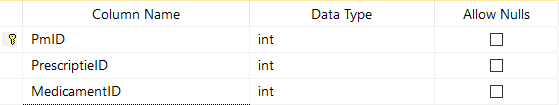 Column Name Data Type Allow Nulls
PmID int
PrescriptieID int
MedicamentID int